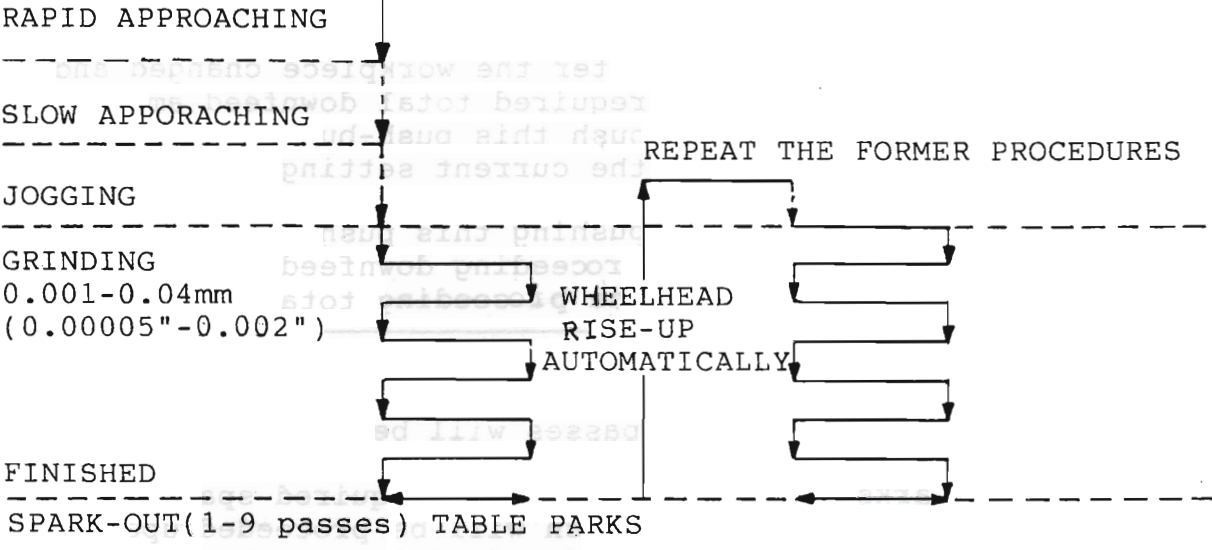 RAPID APPROACHING
SLOW APPORACHING
REPEAT THE FORMER PROCEDURES
JOGGING
GRINDING
0.001-0.04mm
(0.00005"-0.002")
WHEELHEAD
RISE-UP
AUTOMATICALLY
FINISHED
SPARK-OUT(1-9 passes) TABLE PARKS